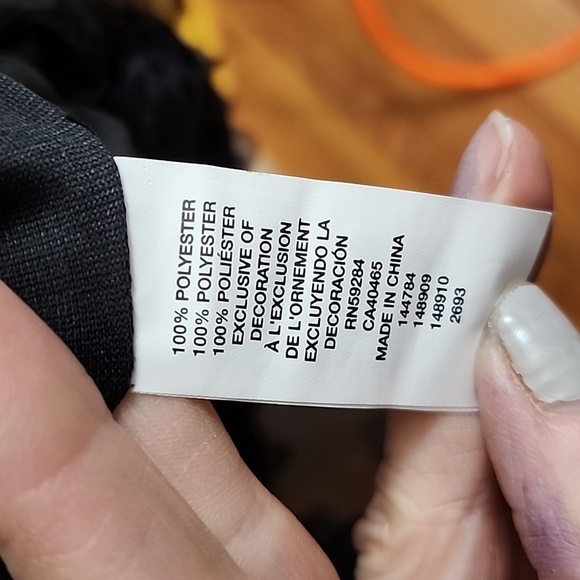 100% POLYESTER
100% POLYESTER
100% POLIÉSTER
EXCLUSIVE OF
DECORATION
À L'EXCLUSION
DE L'ORNEMENT
EXCLUYENDO LA
DECORACIÓN
RN59284
CA40465
MADE IN CHINA
144784
148909
148910
2693